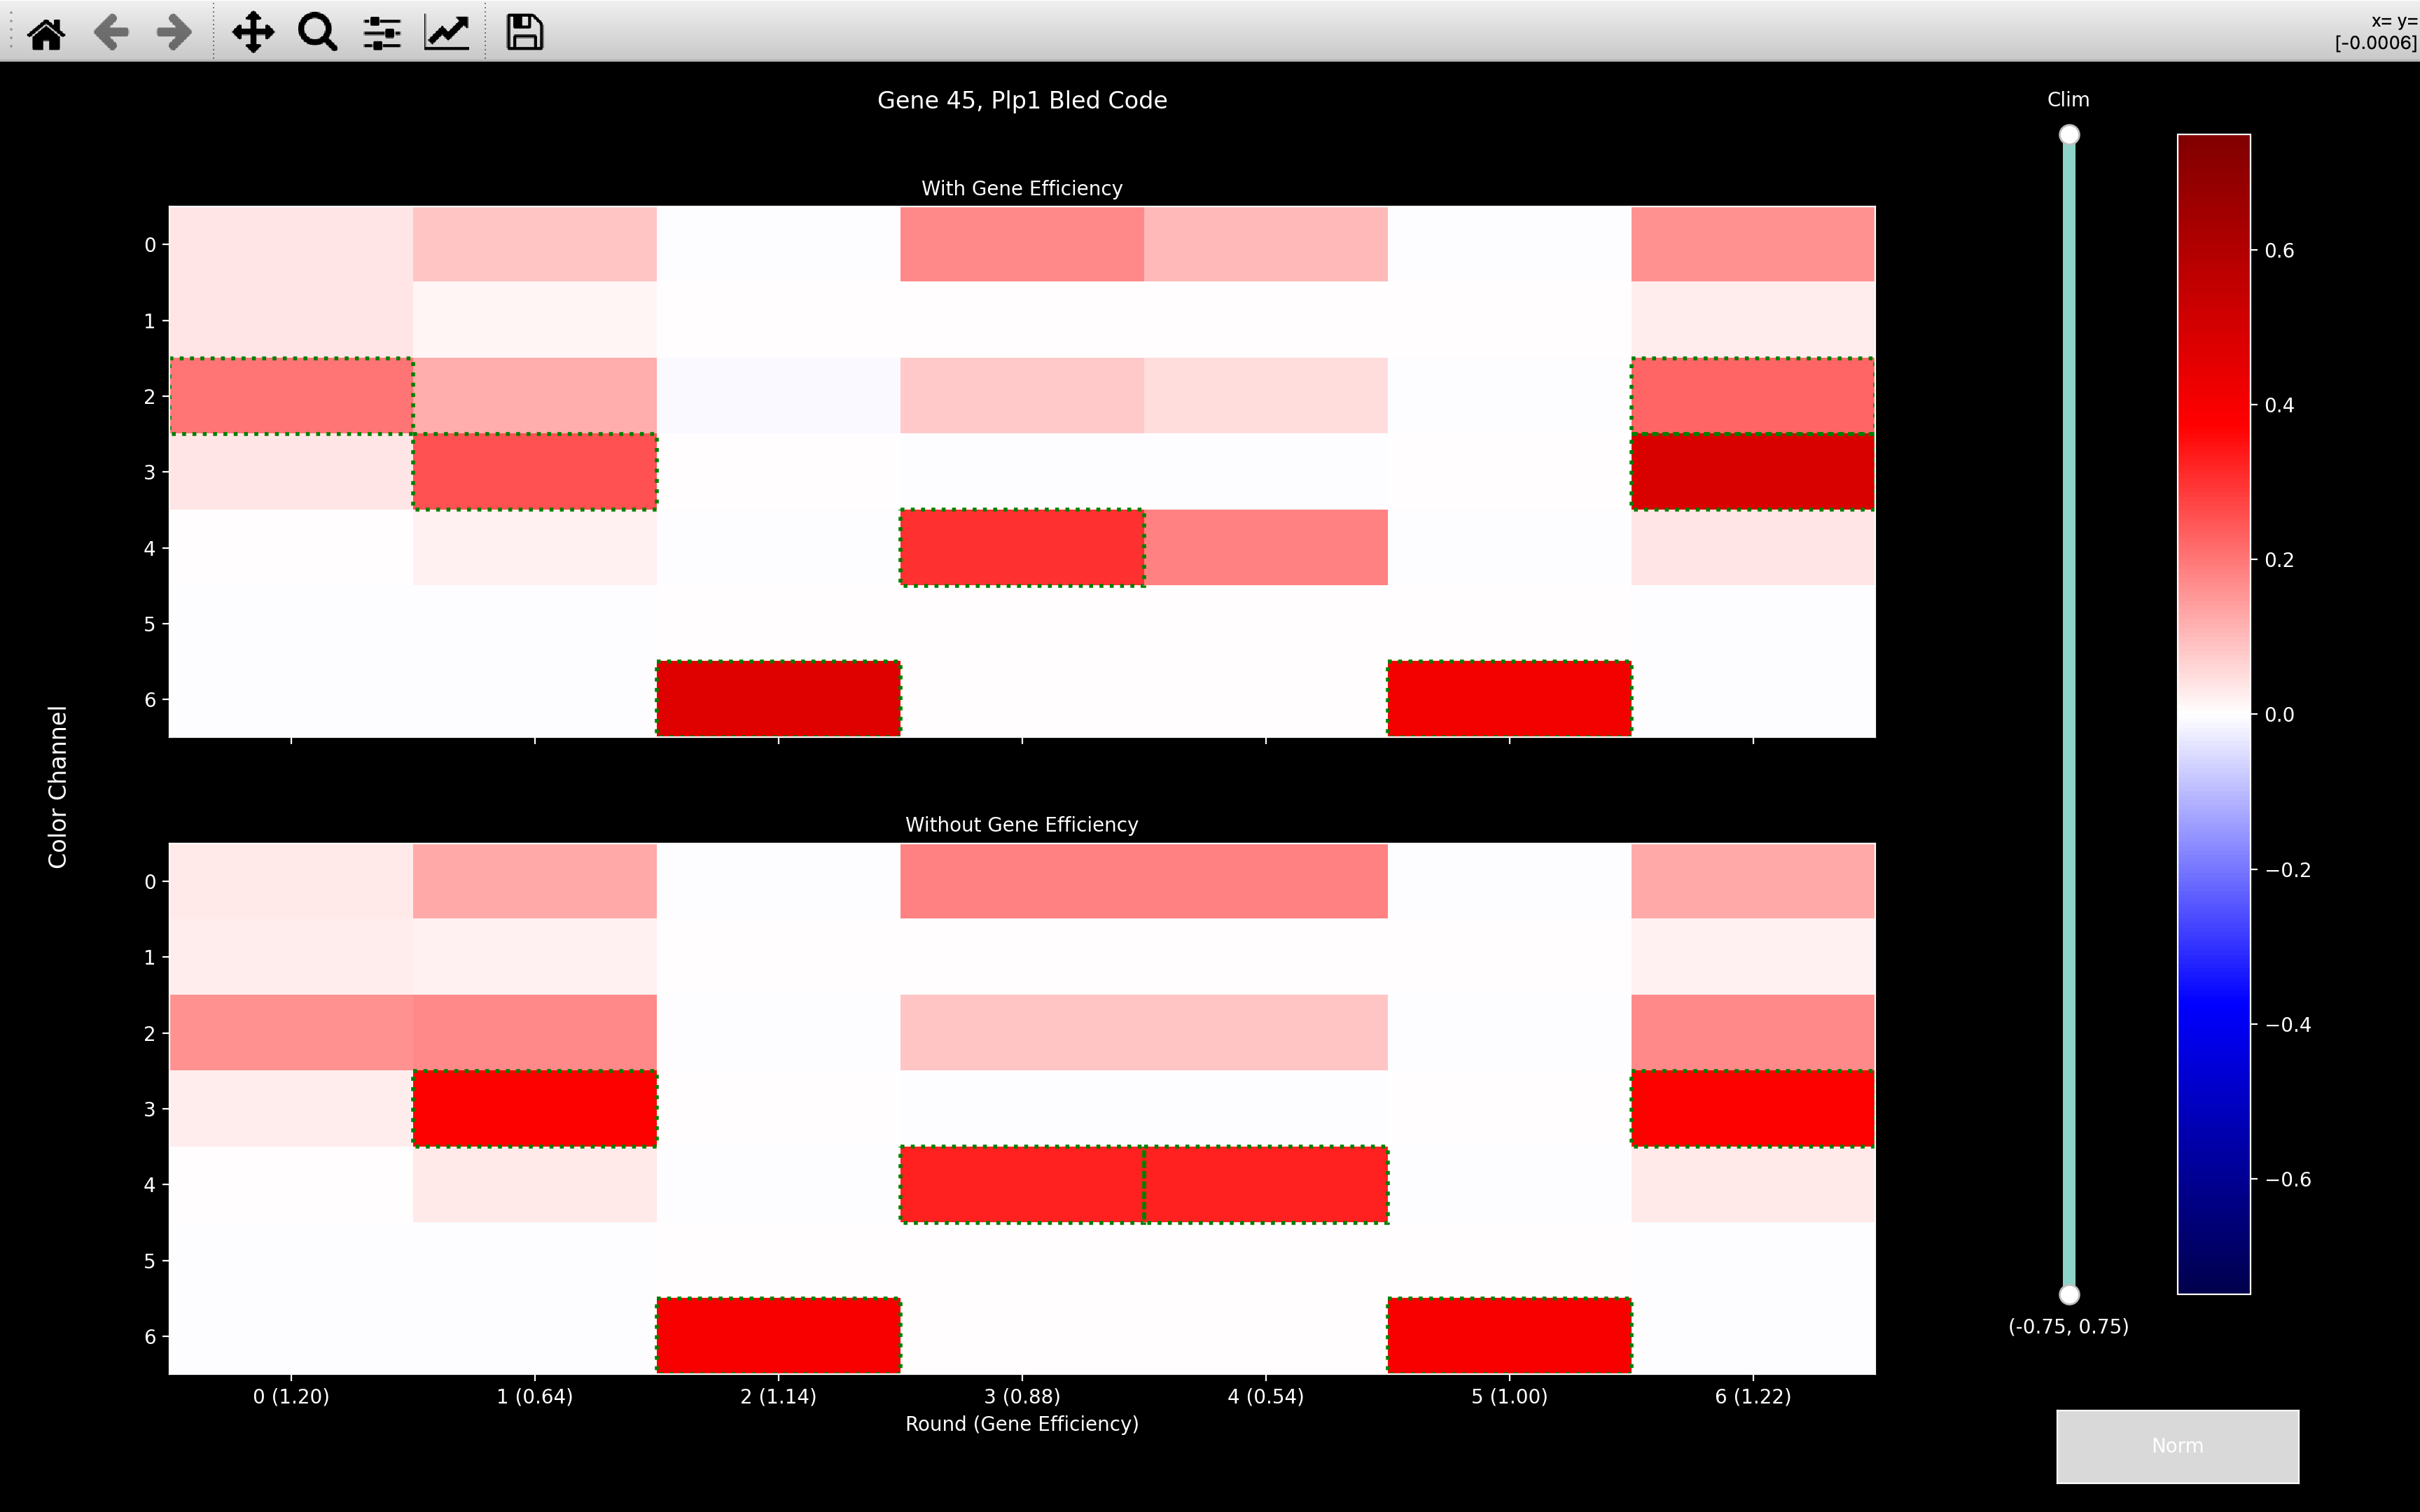 x= y=
[-0.0006]
Gene 45, Plp1 Bled Code
Clim
With Gene Efficiency
0
1
2
3
4
5
6
Color Channel
Without Gene Efficiency
0
1
2
3
4
5
6
0 (1.20) 1 (0.64) 2 (1.14) 3 (0.88) 4 (0.54) 5 (1.00) 6 (1.22)
Round (Gene Efficiency)
0.6
0.4
0.2
0.0
−0.2
−0.4
−0.6
(-0.75, 0.75)
Norm